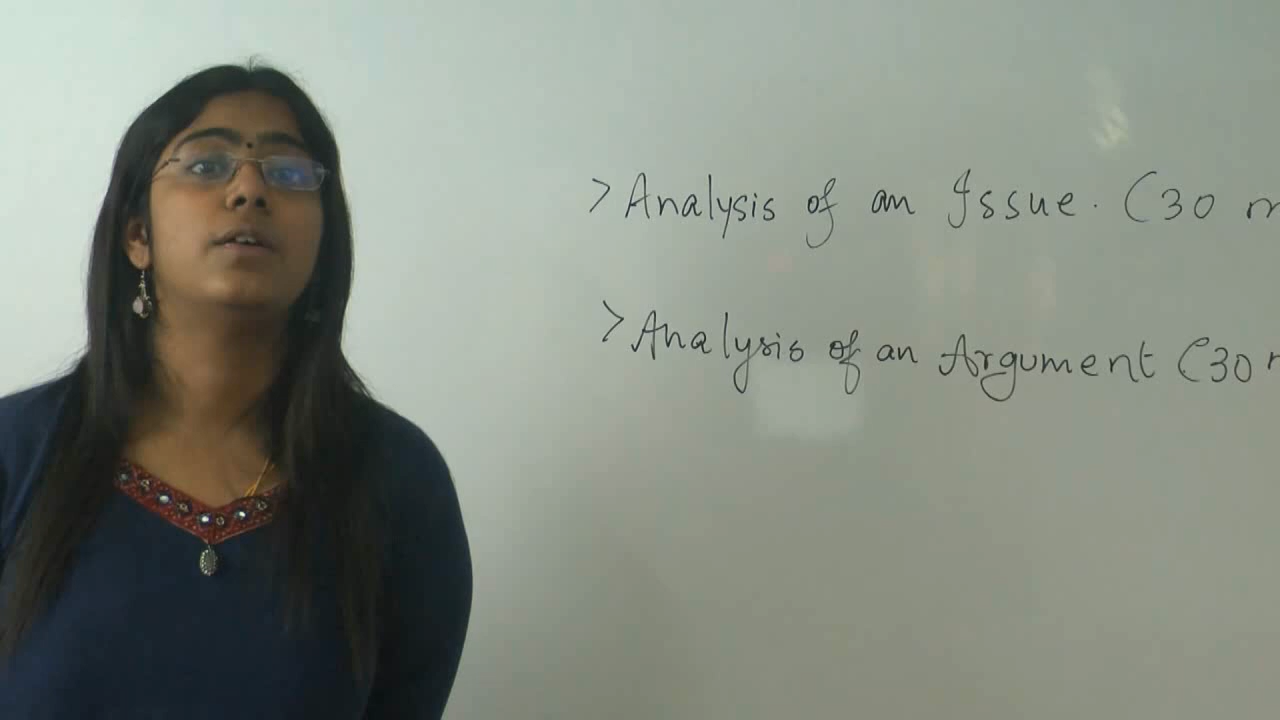 > Analysis of an Issue. (30 m
> Analysis of an Argument (30 m